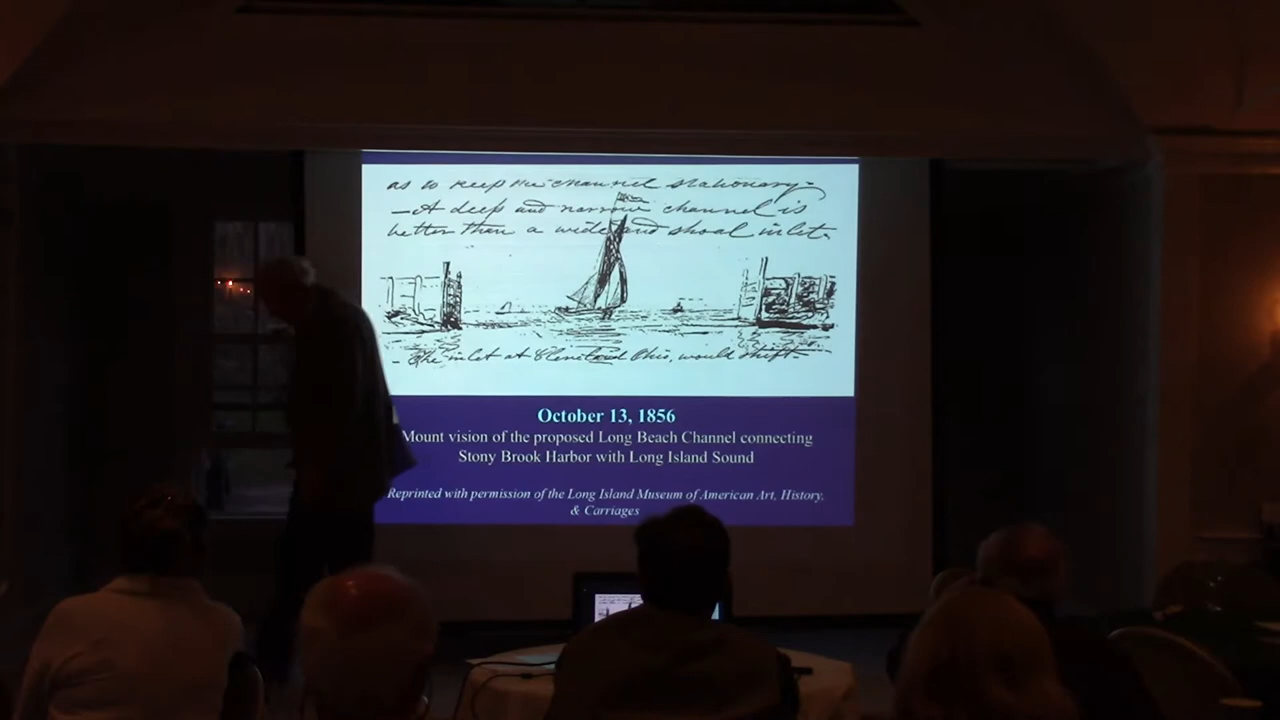 as to keep the channel stationary-
—A deep and narrow channel is
better than a wide and shoal inlet.
– The inlet at Cleveland Ohio, would shift
October 13, 1856
Mount vision of the proposed Long Beach Channel connecting
Stony Brook Harbor with Long Island Sound
Reprinted with permission of the Long Island Museum of American Art, History,
& Carriages